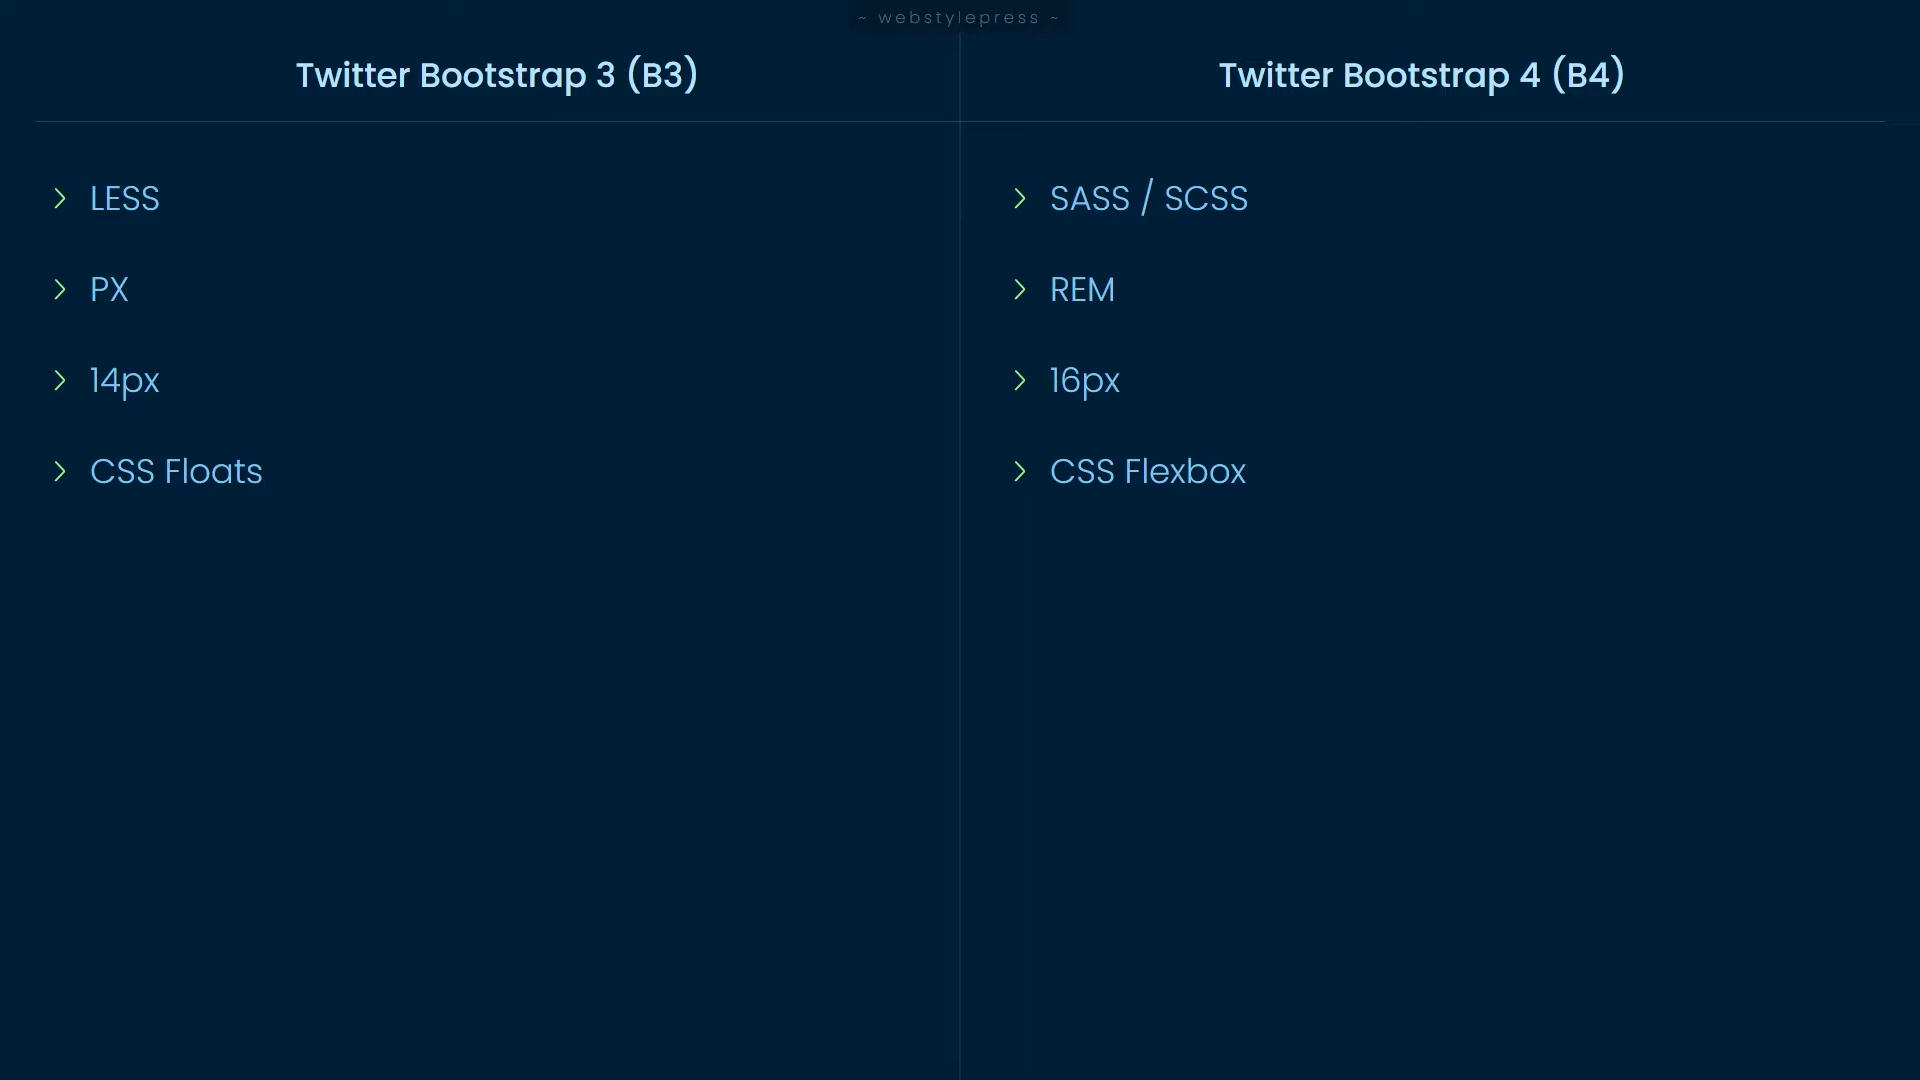 ~ webstylepress ~
Twitter Bootstrap 3 (B3)
LESS
PX
14px
CSS Floats
Twitter Bootstrap 4 (B4)
SASS / SCSS
REM
16px
CSS Flexbox